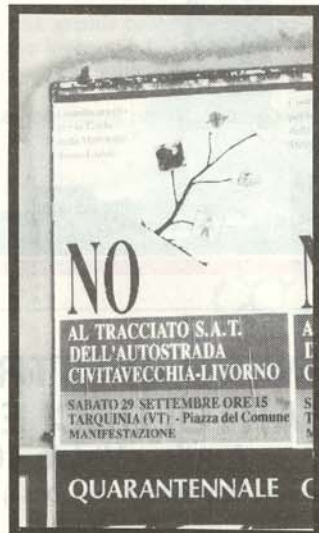 NO
AL TRACCIATO S.A.T.
DELL'AUTOSTRADA
CIVITAVECCHIA-LIVORNO
SABATO 29 SETTEMBRE ORE 15
TARQUINIA (VT) - Piazza del Comune
MANIFESTAZIONE
QUARANTENNALE